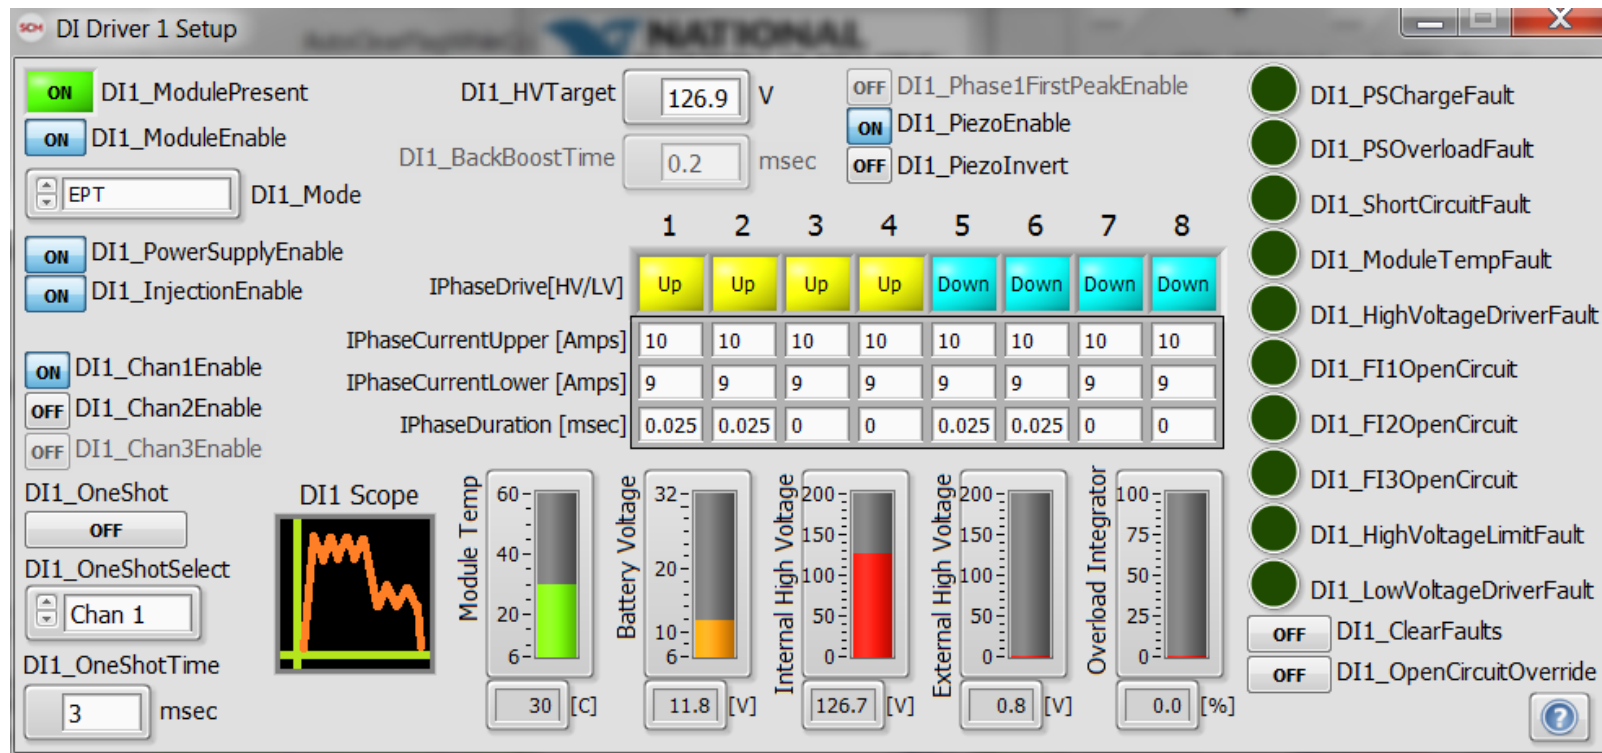 SCM DI Driver 1 Setup
NATIONAL
ON DI1_ModulePresent
ON DI1_ModuleEnable
EPT DI1_Mode
ON DI1_PowerSupplyEnable
ON DI1_InjectionEnable
ON DI1_Chan1Enable
OFF DI1_Chan2Enable
OFF DI1_Chan3Enable
DI1_OneShot
OFF
DI1_OneShotSelect
Chan 1
DI1_OneShotTime
3 msec
DI1_HVTarget 126.9 V
DI1_BackBoostTime 0.2 msec
OFF DI1_Phase1FirstPeakEnable
ON DI1_PiezoEnable
OFF DI1_PiezoInvert
1 2 3 4 5 6 7 8
IPhaseDrive[HV/LV] Up Up Up Up Down Down Down Down
IPhaseCurrentUpper [Amps] 10 10 10 10 10 10 10 10
IPhaseCurrentLower [Amps] 9 9 9 9 9 9 9 9
IPhaseDuration [msec] 0.025 0.025 0 0 0.025 0.025 0 0
DI1 Scope
Module Temp
60
40
20
6
30 [C]
Battery Voltage
32
20
10
6
11.8 [V]
Internal High Voltage
200
150
100
50
0
126.7 [V]
External High Voltage
200
150
100
50
0
0.8 [V]
Overload Integrator
100
75
50
25
0
0.0 [%]
DI1_PSChargeFault
DI1_PSOverloadFault
DI1_ShortCircuitFault
DI1_ModuleTempFault
DI1_HighVoltageDriverFault
DI1_FI1OpenCircuit
DI1_FI2OpenCircuit
DI1_FI3OpenCircuit
DI1_HighVoltageLimitFault
DI1_LowVoltageDriverFault
OFF DI1_ClearFaults
OFF DI1_OpenCircuitOverride
?